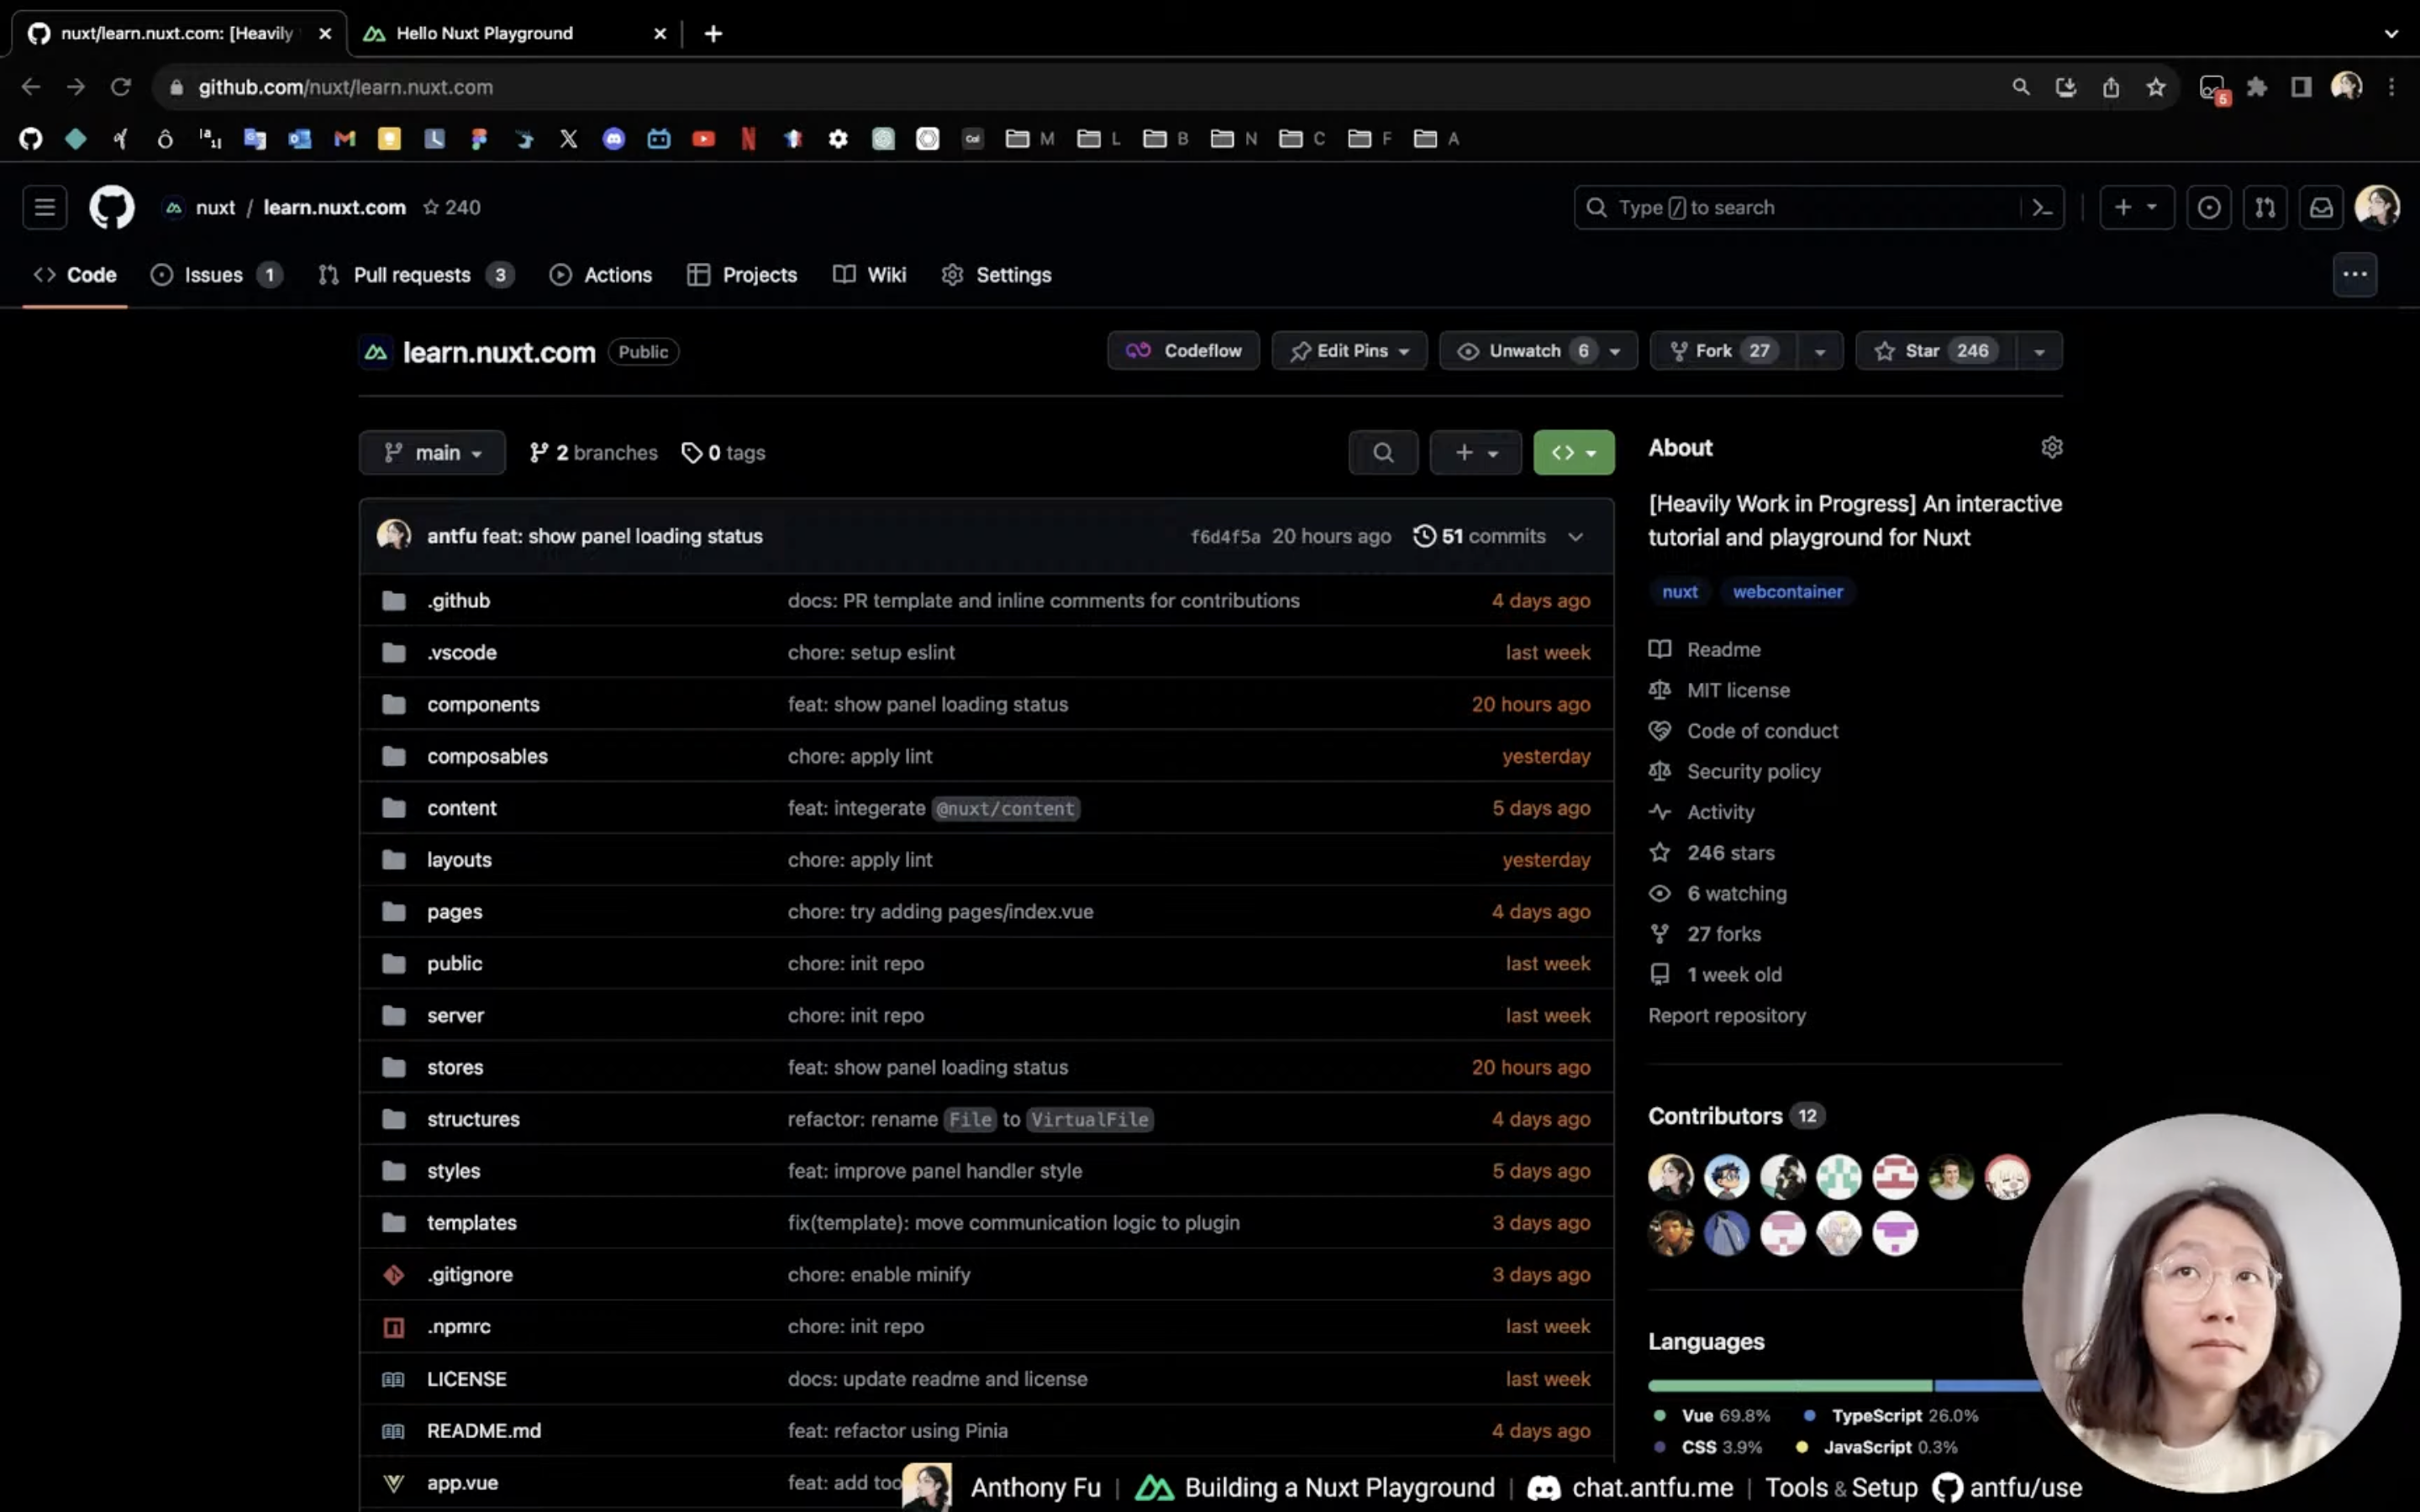 nuxt/learn.nuxt.com: [Heavily
Hello Nuxt Playground
github.com/nuxt/learn.nuxt.com
5
M L B N C F A
nuxt / learn.nuxt.com 240
Type / to search
Code Issues 1 Pull requests 3 Actions Projects Wiki Settings
learn.nuxt.com Public
Codeflow Edit Pins Unwatch 6 Fork 27 Star 246
main 2 branches 0 tags
antfu feat: show panel loading status f6d4f5a 20 hours ago 51 commits
.github docs: PR template and inline comments for contributions 4 days ago
.vscode chore: setup eslint last week
components feat: show panel loading status 20 hours ago
composables chore: apply lint yesterday
content feat: integerate @nuxt/content 5 days ago
layouts chore: apply lint yesterday
pages chore: try adding pages/index.vue 4 days ago
public chore: init repo last week
server chore: init repo last week
stores feat: show panel loading status 20 hours ago
structures refactor: rename File to VirtualFile 4 days ago
styles feat: improve panel handler style 5 days ago
templates fix(template): move communication logic to plugin 3 days ago
.gitignore chore: enable minify 3 days ago
.npmrc chore: init repo last week
LICENSE docs: update readme and license last week
README.md feat: refactor using Pinia 4 days ago
app.vue feat: add too
About
[Heavily Work in Progress] An interactive
tutorial and playground for Nuxt
nuxt webcontainer
Readme
MIT license
Code of conduct
Security policy
Activity
246 stars
6 watching
27 forks
1 week old
Report repository
Contributors 12
Languages
Vue 69.8% TypeScript 26.0%
CSS 3.9% JavaScript 0.3%
Anthony Fu | Building a Nuxt Playground | chat.antfu.me | Tools & Setup antfu/use